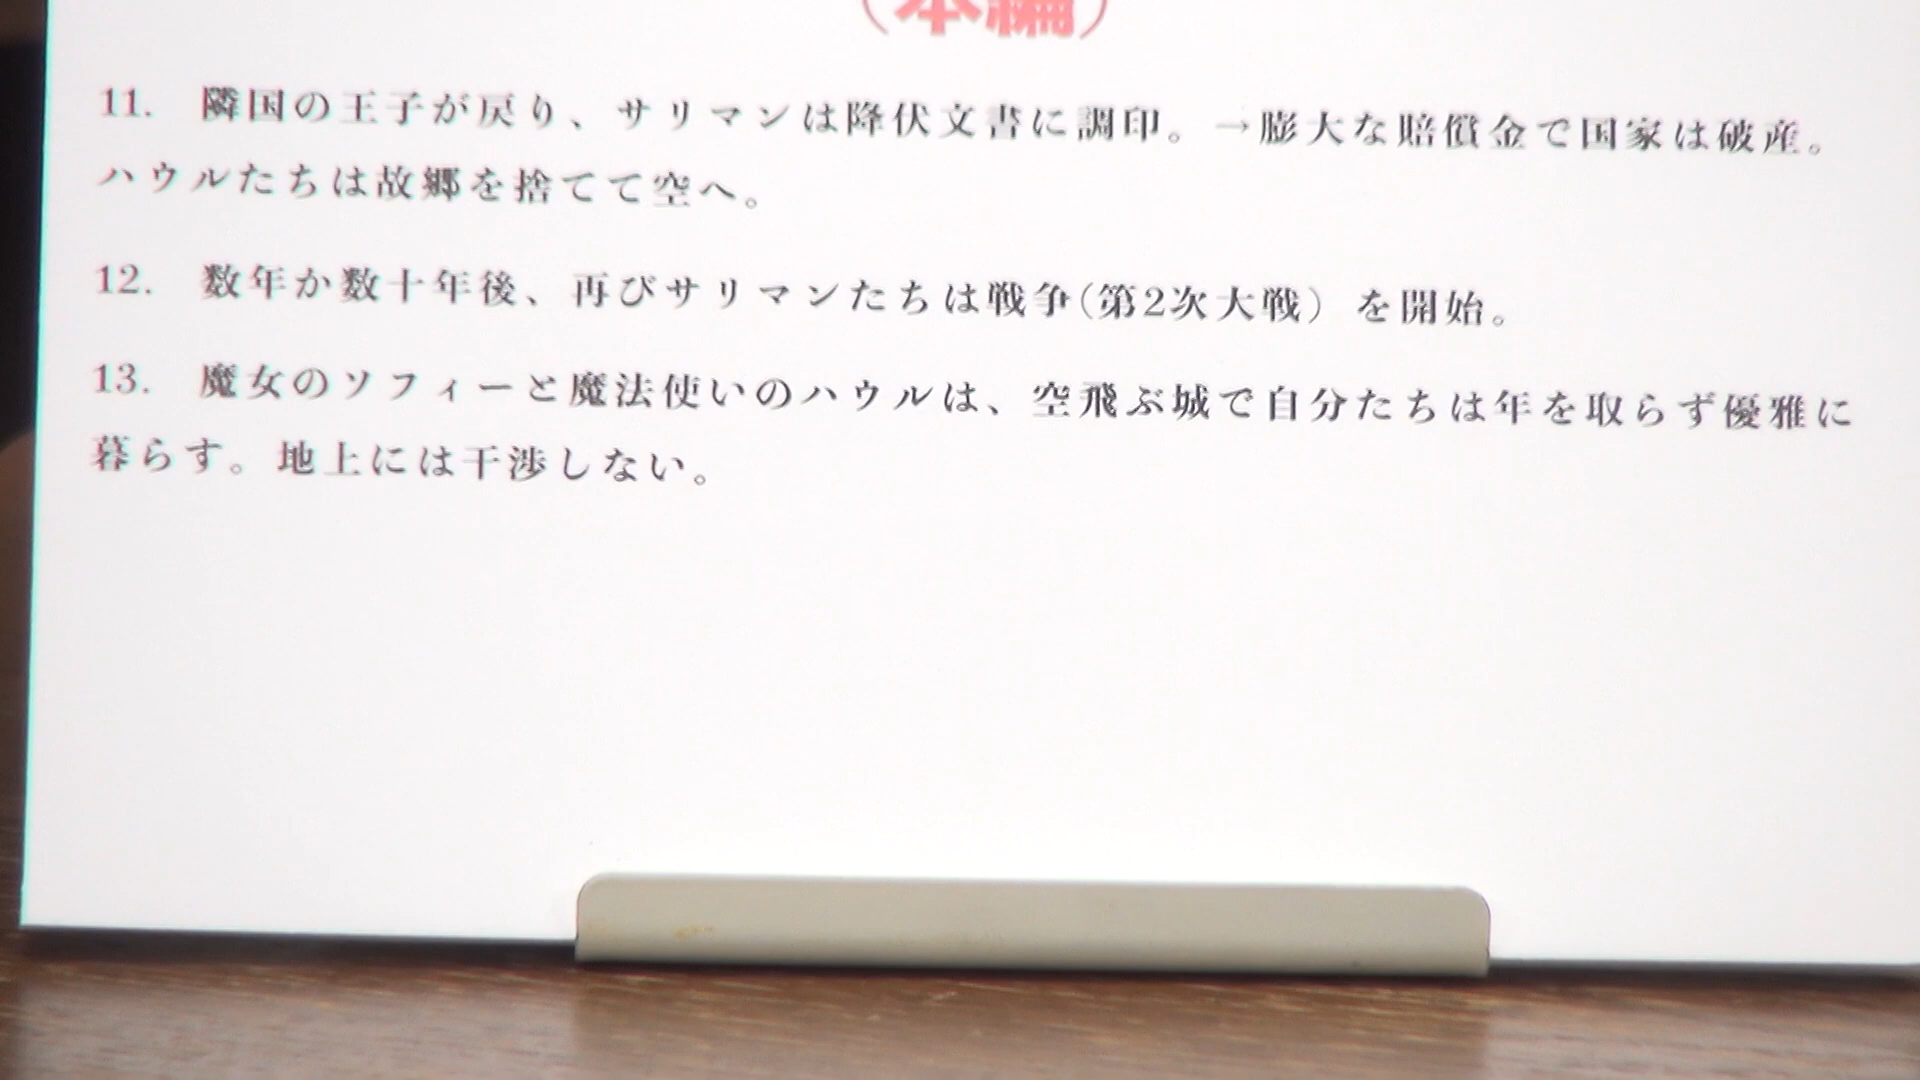 (本編)
11. 隣国の王子が戻り、サリマンは降伏文書に調印。→膨大な賠償金で国家は破産。
ハウルたちは故郷を捨てて空へ。
12. 数年か数十年後、再びサリマンたちは戦争(第2次大戦)を開始。
13. 魔女のソフィーと魔法使いのハウルは、空飛ぶ城で自分たちは年を取らず優雅に
暮らす。地上には干渉しない。